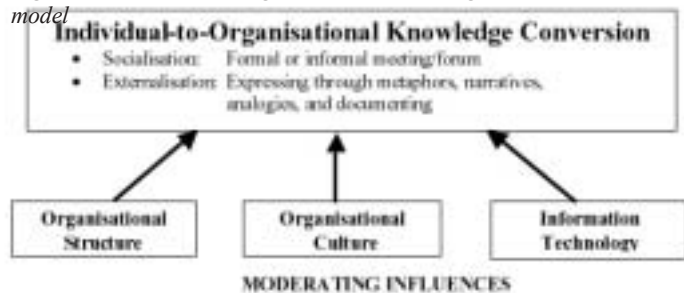 model
Individual-to-Organisational Knowledge Conversion
• Socialisation: Formal or informal meeting/forum
• Externalisation: Expressing through metaphors, narratives,
analogies, and documenting
Organisational
Structure
Organisational
Culture
Information
Technology
MODERATING INFLUENCES